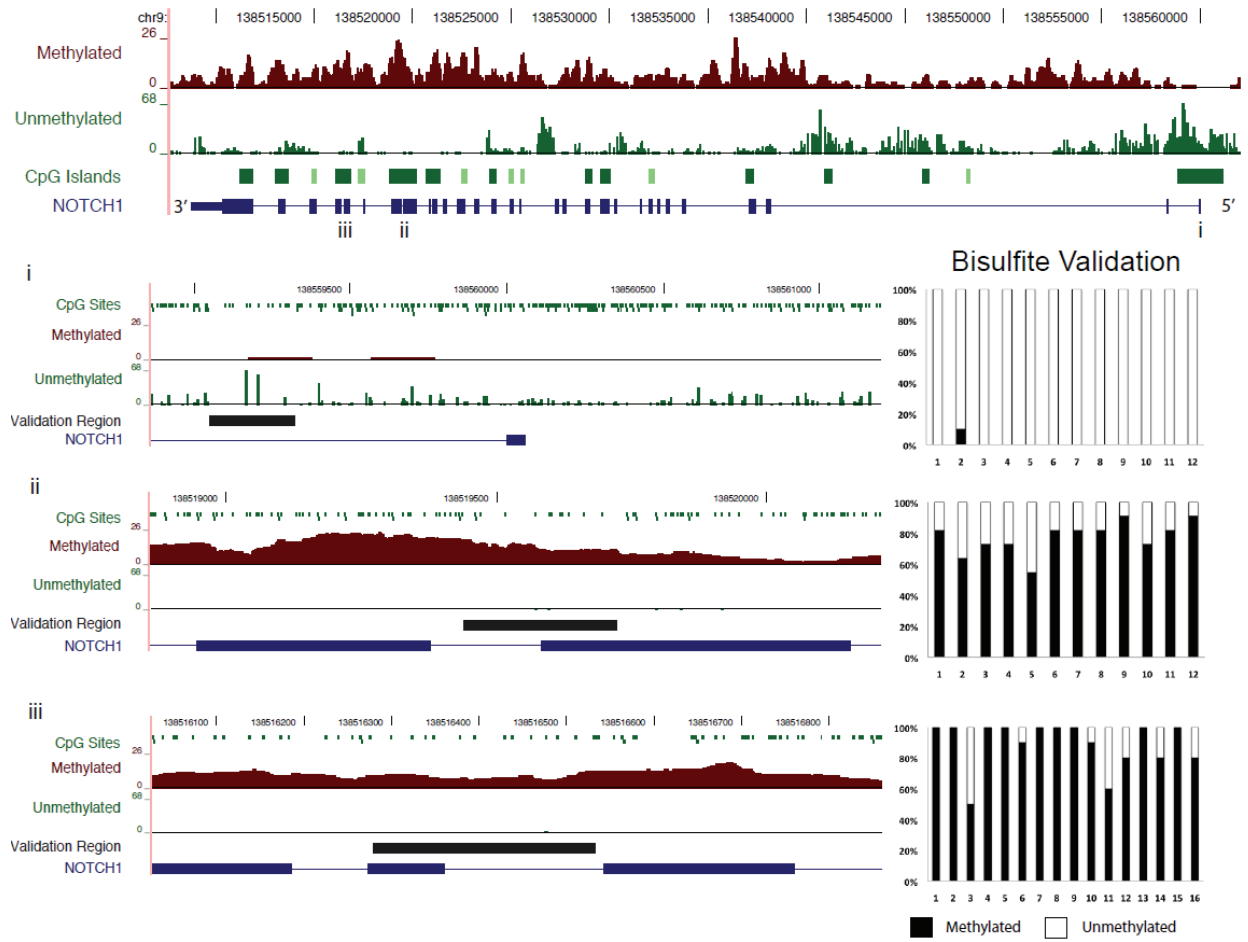 chr9: 138515000 138520000 138525000 138530000 138535000 138540000 138545000 138550000 138555000 138560000
26
Methylated
0
68
Unmethylated
0
CpG Islands
NOTCH1 3’ 5’
iii ii i
i
Bisulfite Validation
138559500 138560000 138560500 138561000
CpG Sites
26
Methylated
0
68
Unmethylated
0
Validation Region
NOTCH1
100%
80%
60%
40%
20%
0%
1 2 3 4 5 6 7 8 9 10 11 12
ii
138519000 138519500 138520000
CpG Sites
26
Methylated
0
68
Unmethylated
0
Validation Region
NOTCH1
100%
80%
60%
40%
20%
0%
1 2 3 4 5 6 7 8 9 10 11 12
iii
138516100 138516200 138516300 138516400 138516500 138516600 138516700 138516800
CpG Sites
26
Methylated
0
68
Unmethylated
0
Validation Region
NOTCH1
100%
80%
60%
40%
20%
0%
1 2 3 4 5 6 7 8 9 10 11 12 13 14 15 16
Methylated Unmethylated